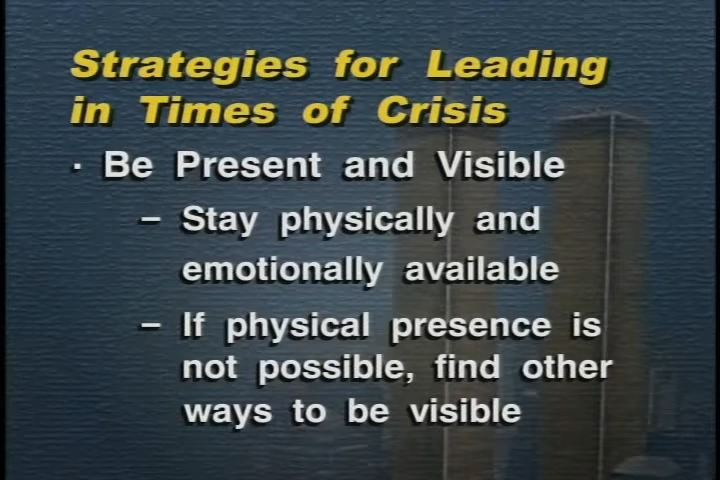 Strategies for Leading
in Times of Crisis
· Be Present and Visible
– Stay physically and
emotionally available
– If physical presence is
not possible, find other
ways to be visible